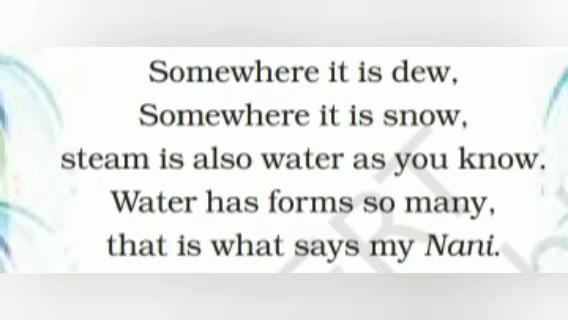 Somewhere it is dew,
Somewhere it is snow,
steam is also water as you know.
Water has forms so many,
that is what says my Nani.